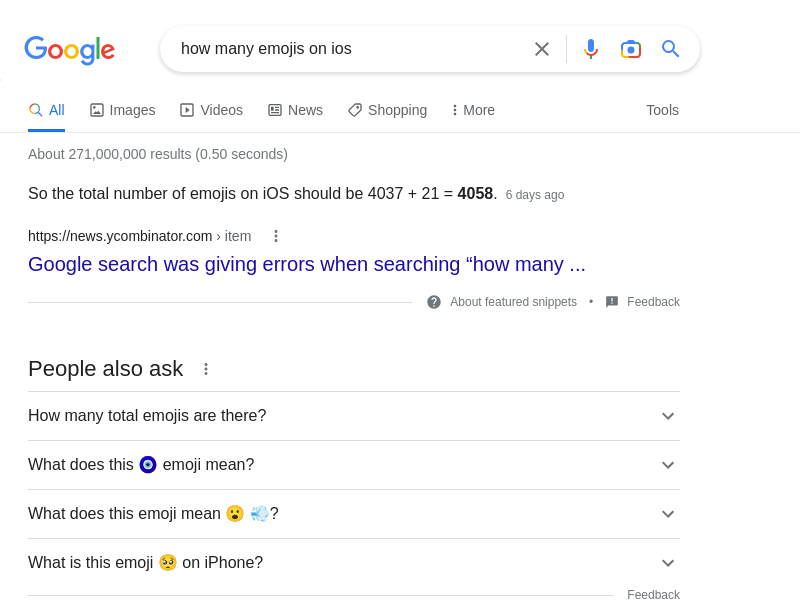 Google
how many emojis on ios
All
Images
Videos
News
Shopping
More
Tools
About 271,000,000 results (0.50 seconds)
So the total number of emojis on iOS should be 4037 + 21 = 4058. 6 days ago
https://news.ycombinator.com › item
Google search was giving errors when searching “how many ...
About featured snippets • Feedback
People also ask
How many total emojis are there?
What does this 🧿 emoji mean?
What does this emoji mean 😮 💨?
What is this emoji 🥺 on iPhone?
Feedback